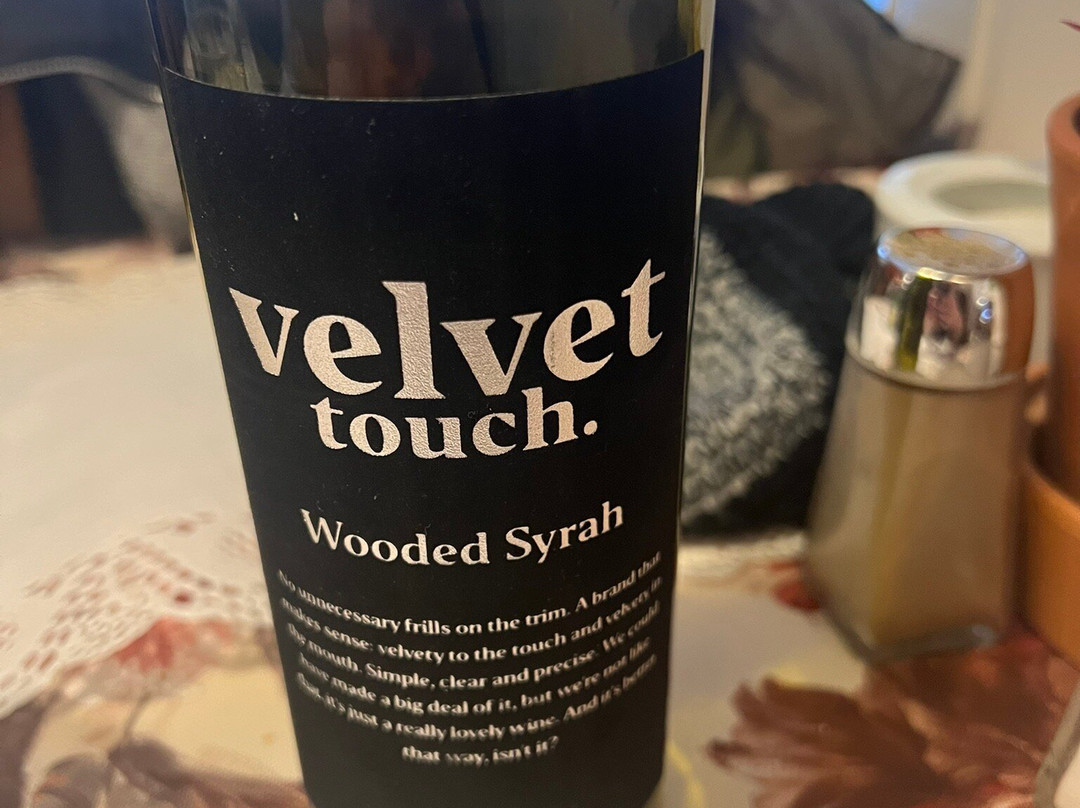 velvet
touch.
Wooded Syrah
No unnecessary frills on the trim. A brand that
makes sense: velvety to the touch and velvety in
the mouth. Simple, clear and precise. We could
have made a big deal of it, but we're not like
that, it's just a really lovely wine. And it's better
that way, isn't it?